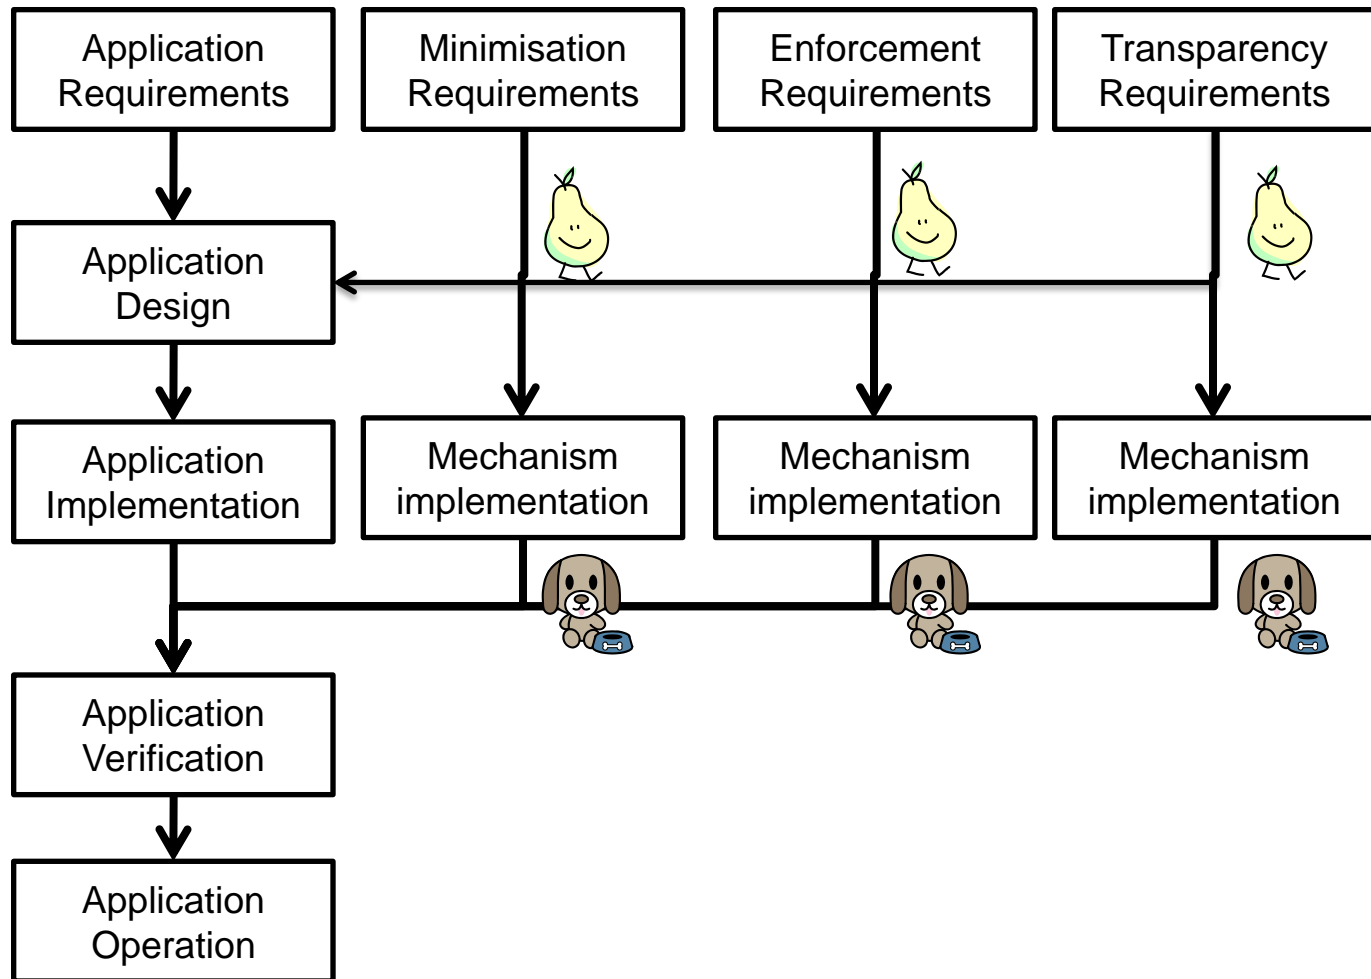 Application
Requirements
Minimisation
Requirements
Enforcement
Requirements
Transparency
Requirements
Application
Design
Application
Implementation
Mechanism
implementation
Mechanism
implementation
Mechanism
implementation
Application
Verification
Application
Operation